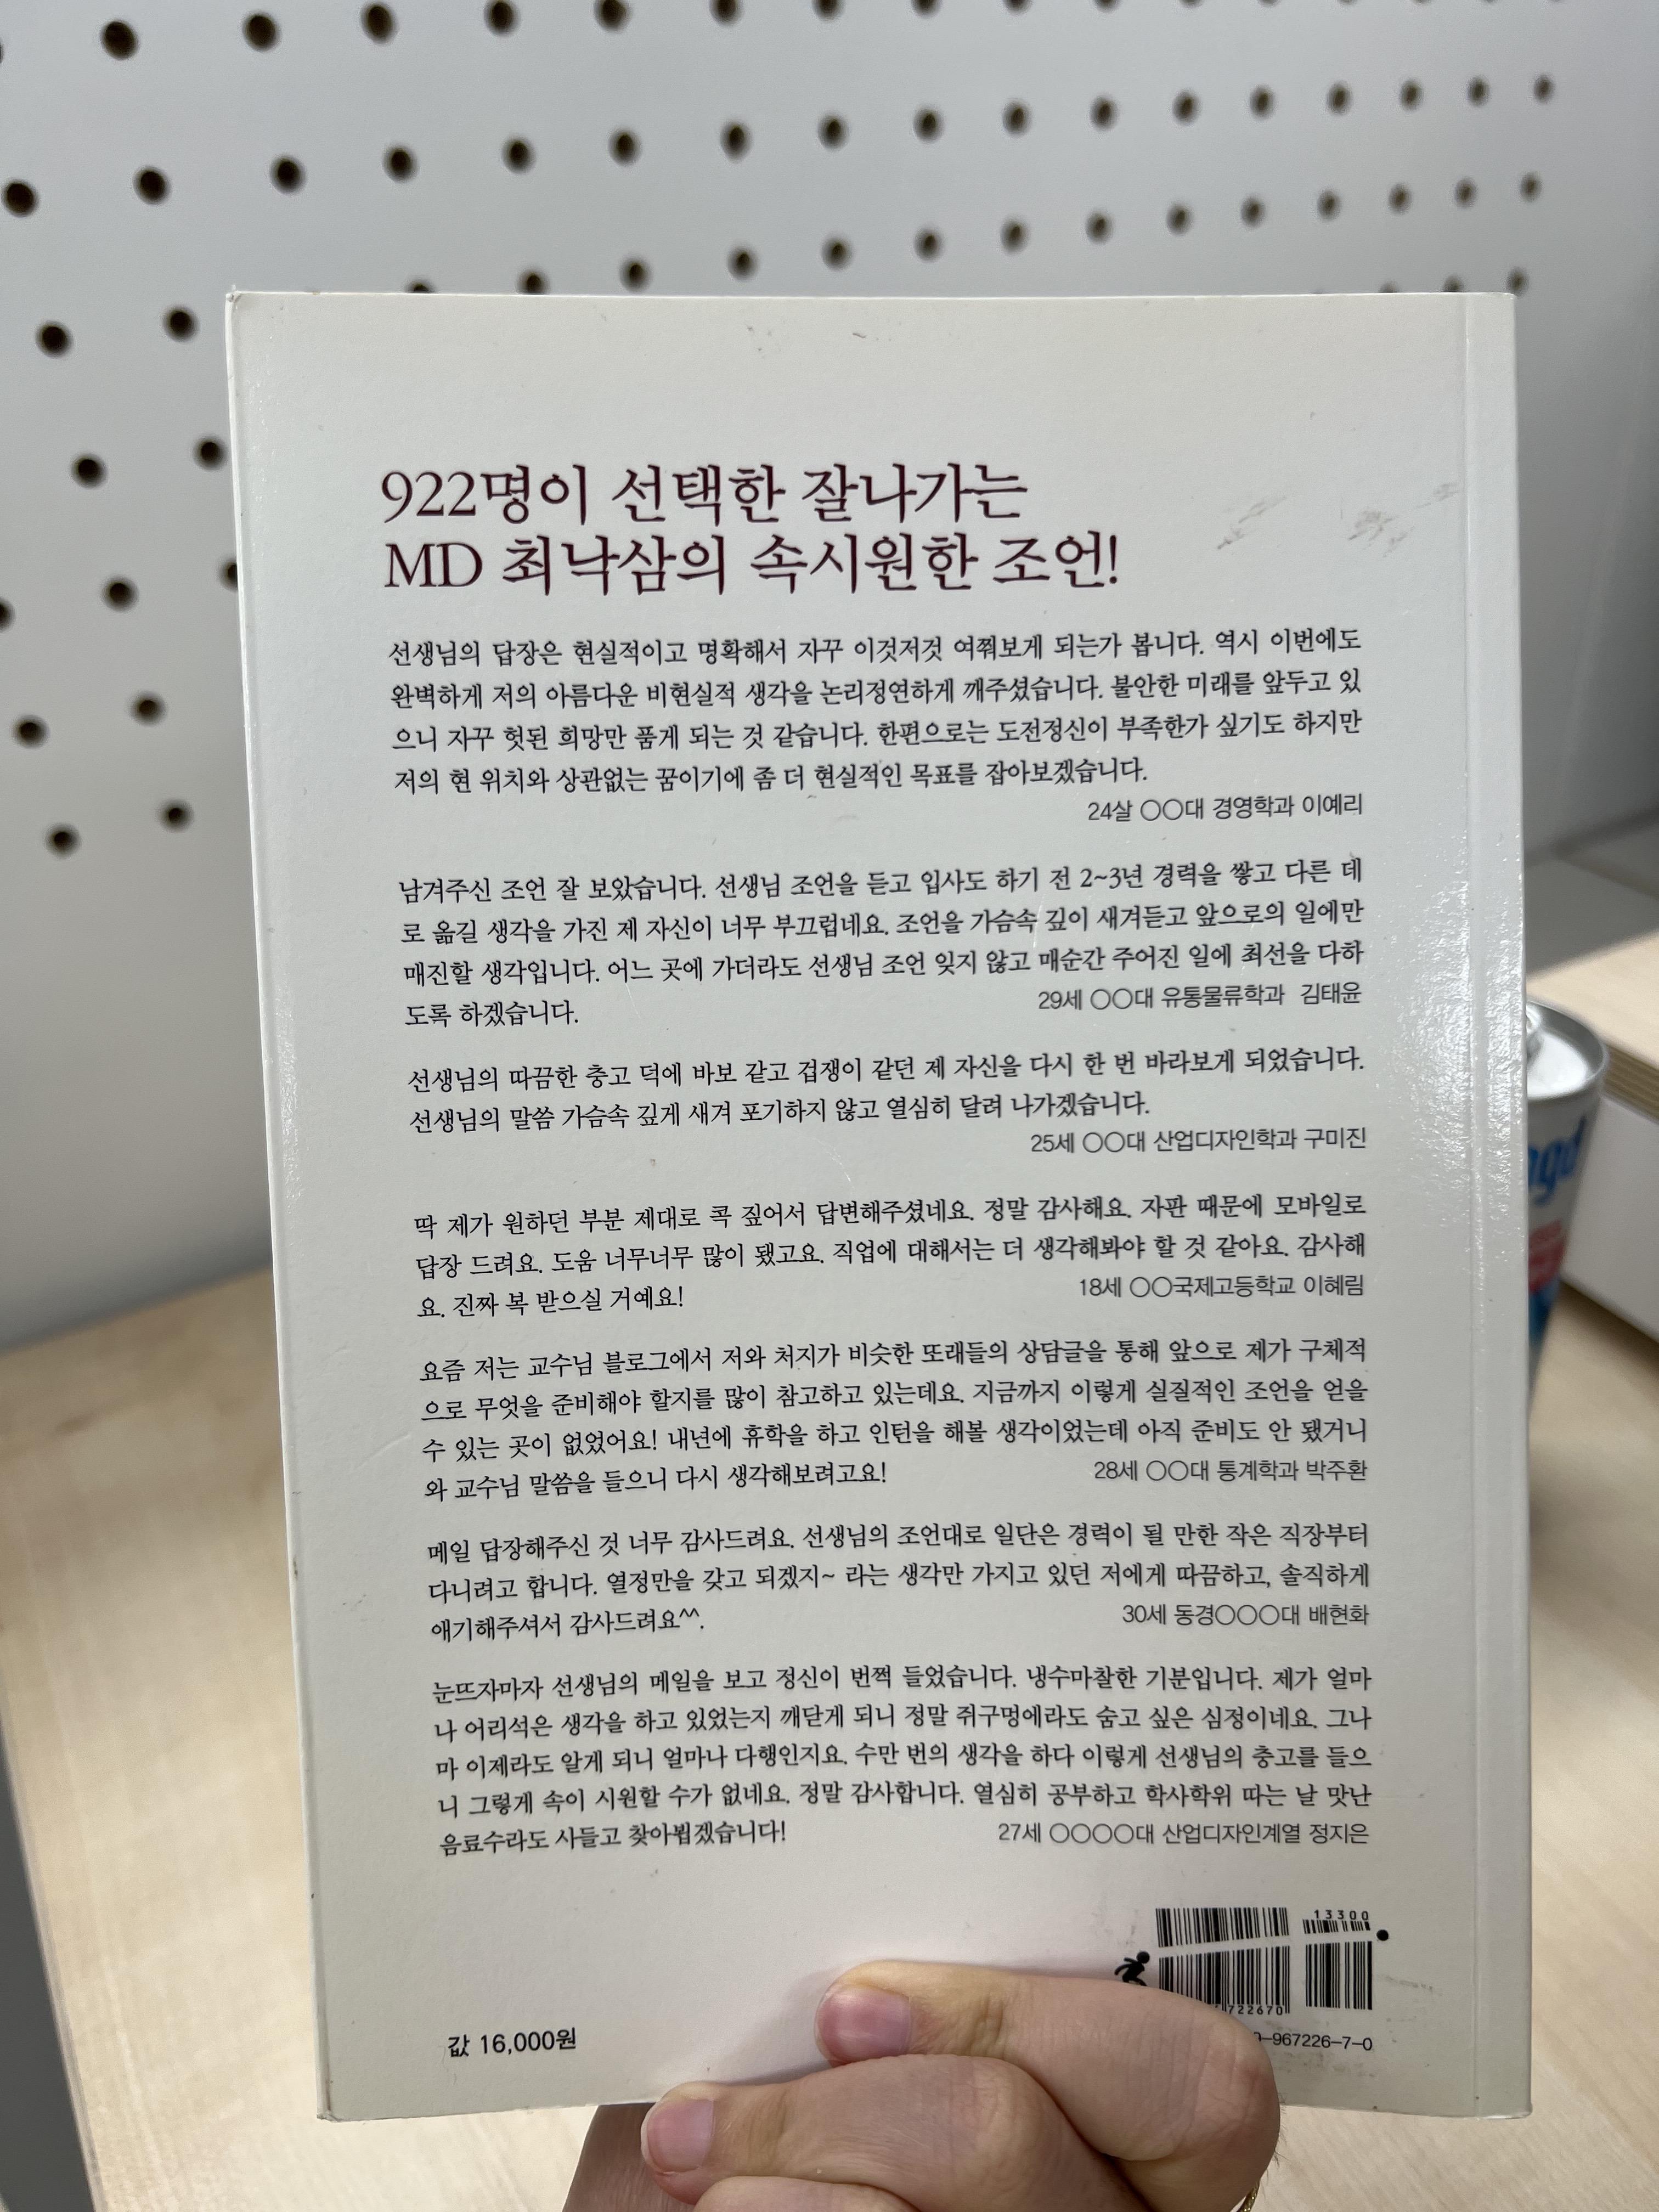 922명이 선택한 잘나가는
MD 최낙삼의 속시원한 조언!
선생님의 답장은 현실적이고 명확해서 자꾸 이것저것 여쭤보게 되는가 봅니다. 역시 이번에도
완벽하게 저의 아름다운 비현실적 생각을 논리정연하게 깨주셨습니다. 불안한 미래를 앞두고 있
으니 자꾸 헛된 희망만 품게 되는 것 같습니다. 한편으로는 도전정신이 부족한가 싶기도 하지만
저의 현 위치와 상관없는 꿈이기에 좀 더 현실적인 목표를 잡아보겠습니다.
24살 ○○대 경영학과 이예리
남겨주신 조언 잘 보았습니다. 선생님 조언을 듣고 입사도 하기 전 2~3년 경력을 쌓고 다른 데
로 옮길 생각을 가진 제 자신이 너무 부끄럽네요. 조언을 가슴속 깊이 새겨듣고 앞으로의 일에만
매진할 생각입니다. 어느 곳에 가더라도 선생님 조언 잊지 않고 매순간 주어진 일에 최선을 다하
도록 하겠습니다. 29세 ○○대 유통물류학과 김태윤
선생님의 따끔한 충고 덕에 바보 같고 겁쟁이 같던 제 자신을 다시 한 번 바라보게 되었습니다.
선생님의 말씀 가슴속 깊게 새겨 포기하지 않고 열심히 달려 나가겠습니다.
25세 ○○대 산업디자인학과 구미진
딱 제가 원하던 부분 제대로 콕 짚어서 답변해주셨네요. 정말 감사해요. 자판 때문에 모바일로
답장 드려요. 도움 너무너무 많이 됐고요. 직업에 대해서는 더 생각해봐야 할 것 같아요. 감사해
요. 진짜 복 받으실 거예요! 18세 ○○국제고등학교 이혜림
요즘 저는 교수님 블로그에서 저와 처지가 비슷한 또래들의 상담글을 통해 앞으로 제가 구체적
으로 무엇을 준비해야 할지를 많이 참고하고 있는데요. 지금까지 이렇게 실질적인 조언을 얻을
수 있는 곳이 없었어요! 내년에 휴학을 하고 인턴을 해볼 생각이었는데 아직 준비도 안 됐거니
와 교수님 말씀을 들으니 다시 생각해보려고요! 28세 ○○대 통계학과 박주환
메일 답장해주신 것 너무 감사드려요. 선생님의 조언대로 일단은 경력이 될 만한 작은 직장부터
다니려고 합니다. 열정만을 갖고 되겠지~ 라는 생각만 가지고 있던 저에게 따끔하고, 솔직하게
얘기해주셔서 감사드려요^^. 30세 동경○○○대 배현화
눈뜨자마자 선생님의 메일을 보고 정신이 번쩍 들었습니다. 냉수마찰한 기분입니다. 제가 얼마
나 어리석은 생각을 하고 있었는지 깨닫게 되니 정말 쥐구멍에라도 숨고 싶은 심정이네요. 그나
마 이제라도 알게 되니 얼마나 다행인지요. 수만 번의 생각을 하다 이렇게 선생님의 충고를 들으
니 그렇게 속이 시원할 수가 없네요. 정말 감사합니다. 열심히 공부하고 학사학위 따는 날 맛난
음료수라도 사들고 찾아뵙겠습니다! 27세 ○○○○대 산업디자인계열 정지은
13300
722670
값 16,000원
-967226-7-0